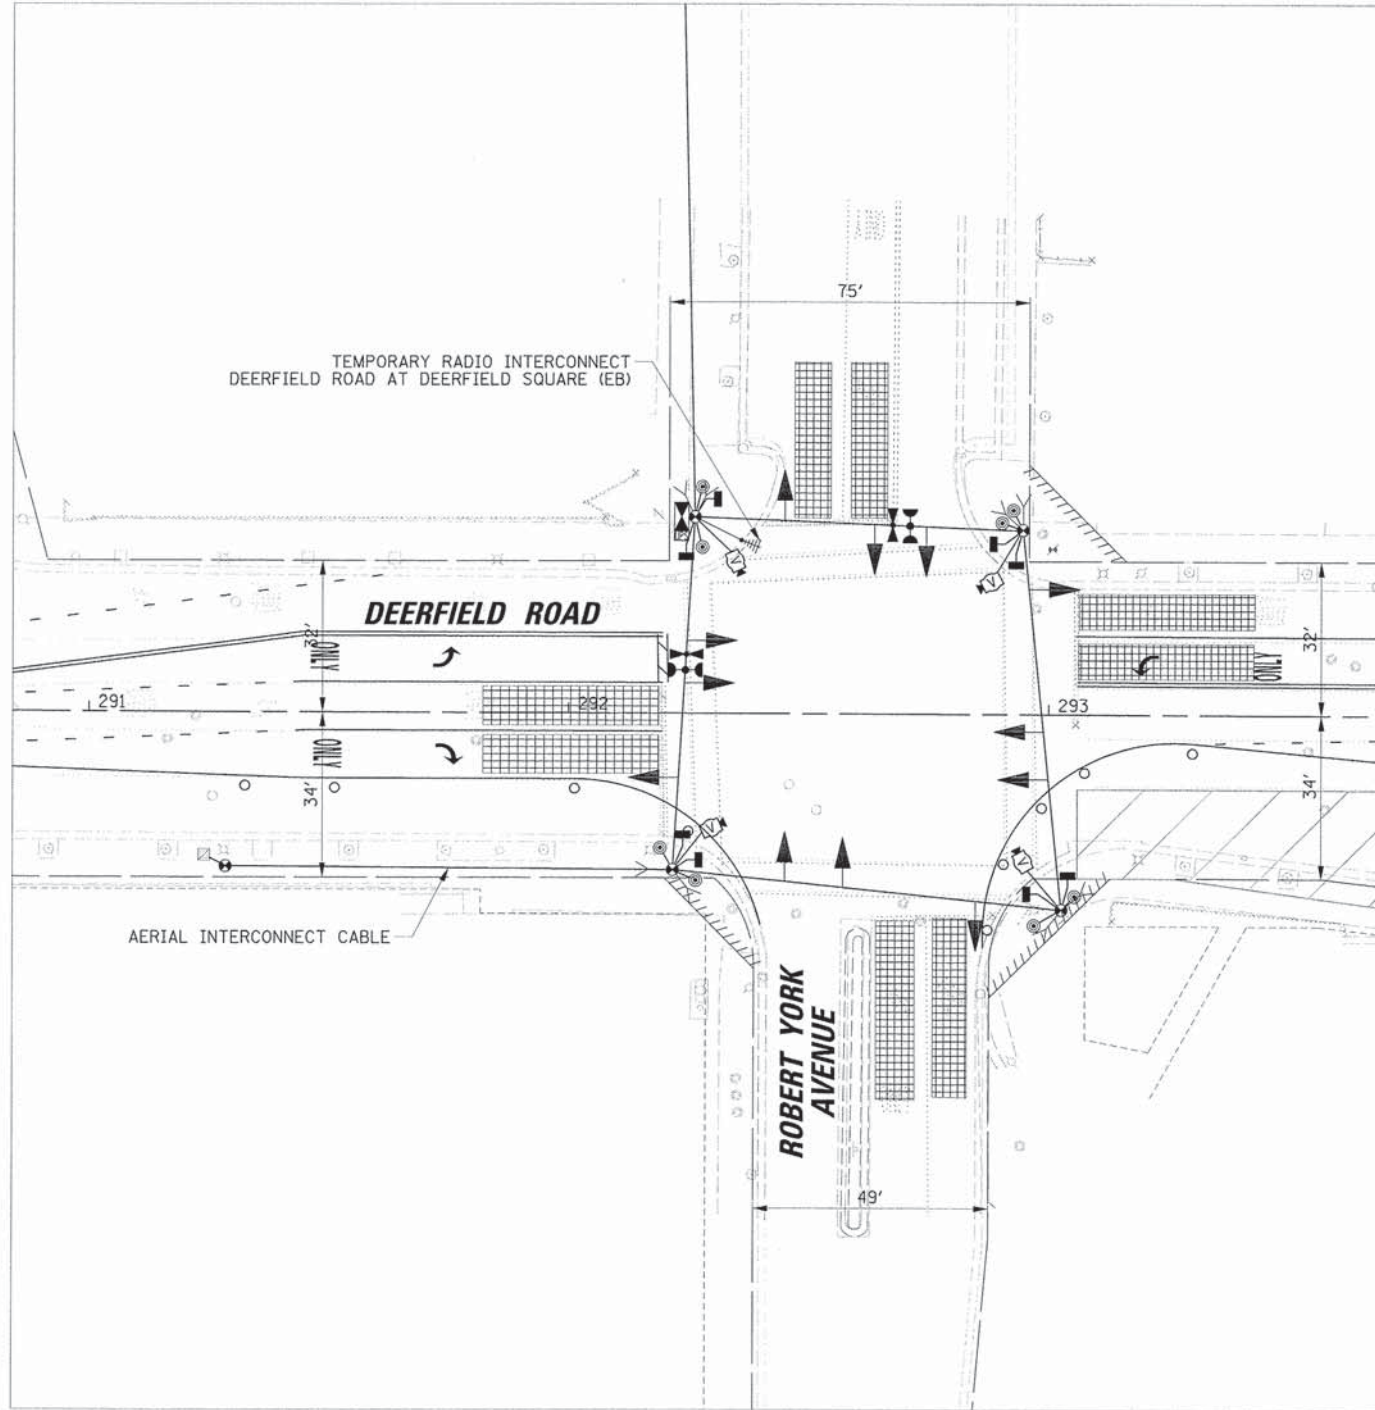 75'
TEMPORARY RADIO INTERCONNECT
DEERFIELD ROAD AT DEERFIELD SQUARE (EB)
V
V
DEERFIELD ROAD
32'
ONLY
32'
ONLY
291
292
293
ONLY
34'
34'
V
V
AERIAL INTERCONNECT CABLE
ROBERT YORK
AVENUE
49'